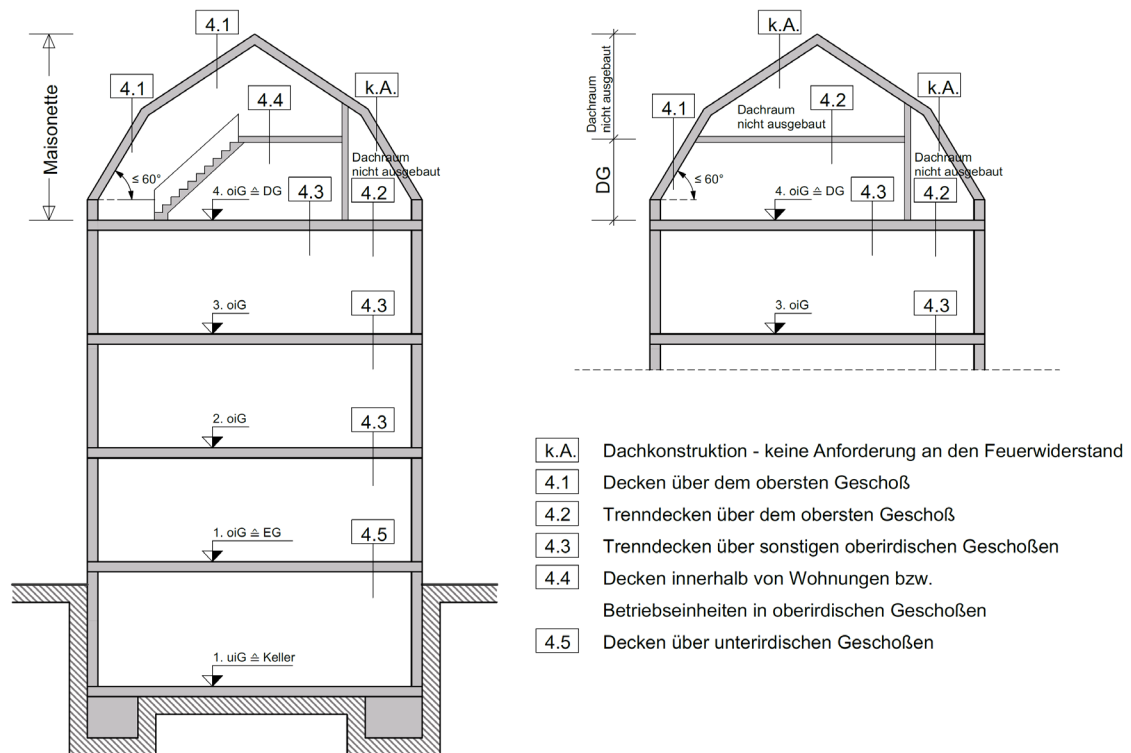 4.1
Maisonette
4.1
k.A.
4.4
Dachraum
nicht ausgebaut
≤ 60°
4. oiG ≙ DG
4.3
4.2
3. oiG
4.3
2. oiG
4.3
1. oiG ≙ EG
4.5
1. uiG ≙ Keller
k.A.
Dachraum
nicht ausgebaut
DG
4.1
4.2
k.A.
Dachraum
nicht ausgebaut
Dachraum
nicht ausgebaut
≤ 60°
4. oiG ≙ DG
4.3
4.2
3. oiG
4.3
k.A. Dachkonstruktion - keine Anforderung an den Feuerwiderstand
4.1 Decken über dem obersten Geschoß
4.2 Trenndecken über dem obersten Geschoß
4.3 Trenndecken über sonstigen oberirdischen Geschoßen
4.4 Decken innerhalb von Wohnungen bzw.
Betriebseinheiten in oberirdischen Geschoßen
4.5 Decken über unterirdischen Geschoßen